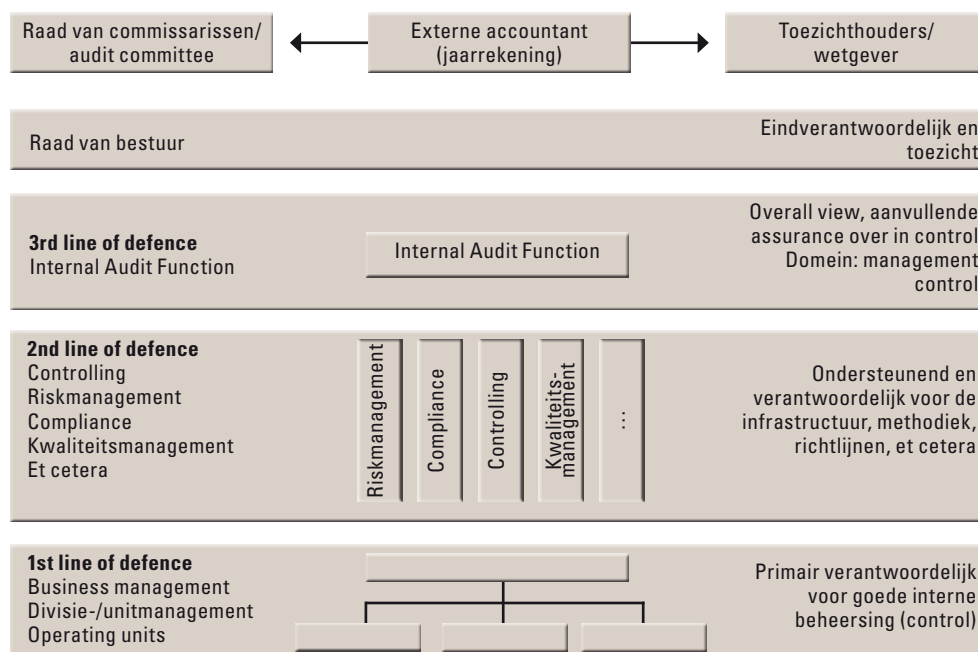 Raad van commissarissen/
audit committee
Externe accountant
(jaarrekening)
Toezichthouders/
wetgever
Raad van bestuur
Eindverantwoordelijk en
toezicht
3rd line of defence
Internal Audit Function
Internal Audit Function
Overall view, aanvullende
assurance over in control
Domein: management
control
2nd line of defence
Controlling
Riskmanagement
Compliance
Kwaliteitsmanagement
Et cetera
Riskmanagement
Compliance
Controlling
Kwaliteits-
management
...
Ondersteunend en
verantwoordelijk voor de
infrastructuur, methodiek,
richtlijnen, et cetera
1st line of defence
Business management
Divisie-/unitmanagement
Operating units
Primair verantwoordelijk
voor goede interne
beheersing (control)